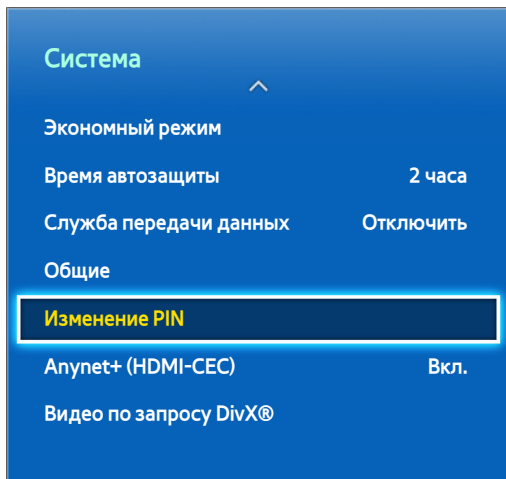 Система
Экономный режим
Время автозащиты 2 часа
Служба передачи данных Отключить
Общие
Изменение PIN
Anynet+ (HDMI-CEC) Вкл.
Видео по запросу DivX®